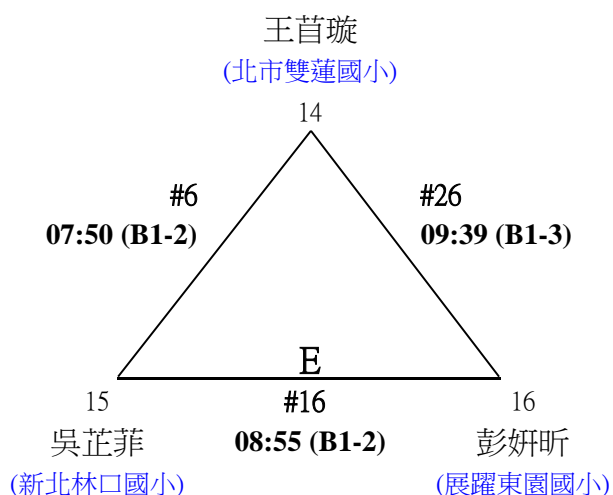 王苜璇
(北市雙蓮國小)
14
#6
07:50 (B1-2)
#26
09:39 (B1-3)
E
15
#16
16
吳芷菲
08:55 (B1-2)
彭妍昕
(新北林口國小)
(展躍東園國小)